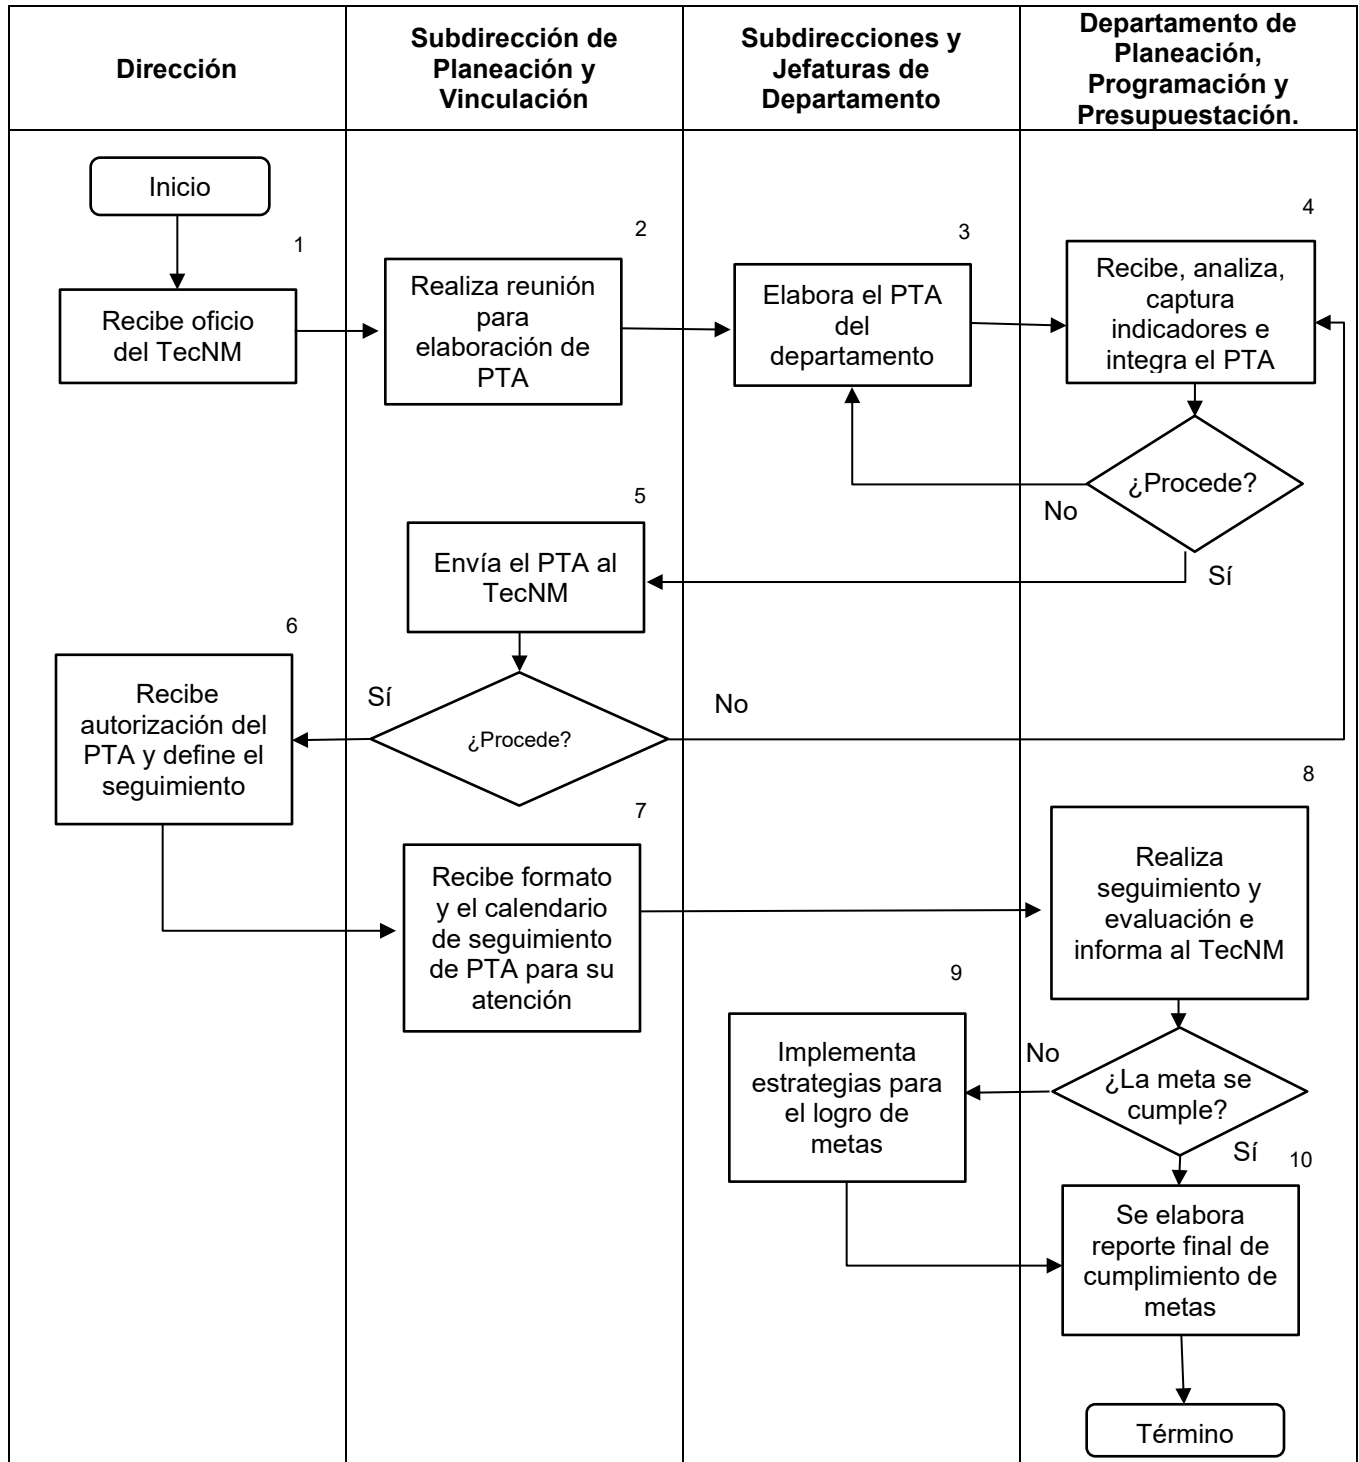 Dirección
Subdirección de
Planeación y
Vinculación
Subdirecciones y
Jefaturas de
Departamento
Departamento de
Planeación,
Programación y
Presupuestación.
Inicio
1
Recibe oficio
del TecNM
2
Realiza reunión
para
elaboración de
PTA
3
Elabora el PTA
del
departamento
4
Recibe, analiza,
captura
indicadores e
integra el PTA
¿Procede?
No
Sí
5
Envía el PTA al
TecNM
¿Procede?
Sí
No
6
Recibe
autorización del
PTA y define el
seguimiento
7
Recibe formato
y el calendario
de seguimiento
de PTA para su
atención
8
Realiza
seguimiento y
evaluación e
informa al TecNM
¿La meta se
cumple?
No
Sí
9
Implementa
estrategias para
el logro de
metas
10
Se elabora
reporte final de
cumplimiento de
metas
Término